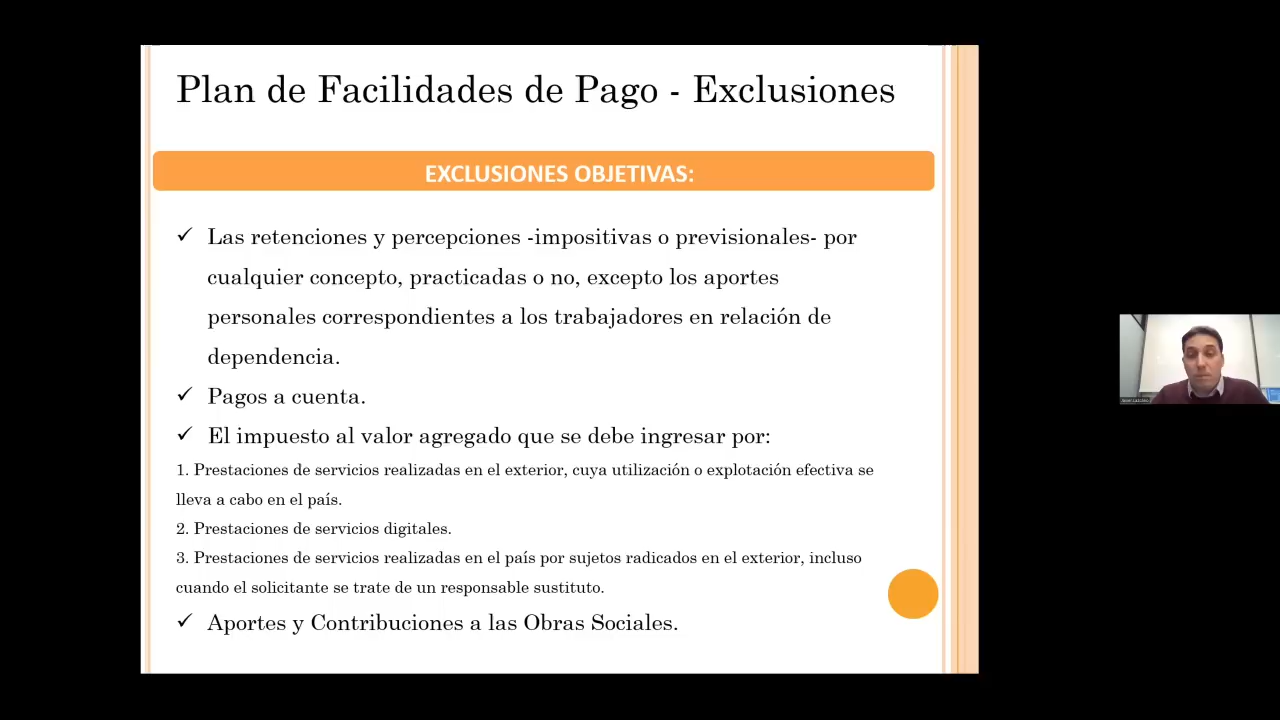 Plan de Facilidades de Pago - Exclusiones
EXCLUSIONES OBJETIVAS:
✓ Las retenciones y percepciones -impositivas o previsionales- por
cualquier concepto, practicadas o no, excepto los aportes
personales correspondientes a los trabajadores en relación de
dependencia.
✓ Pagos a cuenta.
✓ El impuesto al valor agregado que se debe ingresar por:
1. Prestaciones de servicios realizadas en el exterior, cuya utilización o explotación efectiva se
lleva a cabo en el país.
2. Prestaciones de servicios digitales.
3. Prestaciones de servicios realizadas en el país por sujetos radicados en el exterior, incluso
cuando el solicitante se trate de un responsable sustituto.
✓ Aportes y Contribuciones a las Obras Sociales.